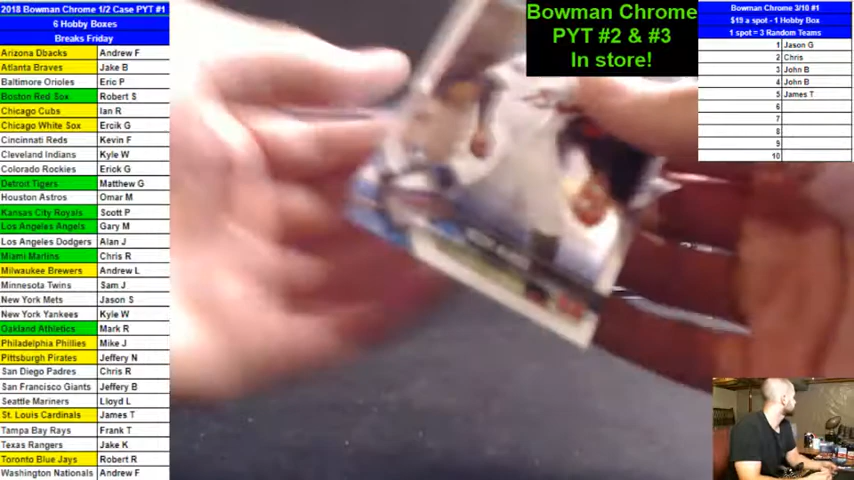 2018 Bowman Chrome 1/2 Case PYT #1
6 Hobby Boxes
Breaks Friday
Arizona Dbacks Andrew F
Atlanta Braves Jake B
Baltimore Orioles Eric P
Boston Red Sox Robert S
Chicago Cubs Ian R
Chicago White Sox Ercik G
Cincinnati Reds Kevin F
Cleveland Indians Kyle W
Colorado Rockies Erick G
Detroit Tigers Matthew G
Houston Astros Omar M
Kansas City Royals Scott P
Los Angeles Angels Gary M
Los Angeles Dodgers Alan J
Miami Marlins Chris R
Milwaukee Brewers Andrew L
Minnesota Twins Sam J
New York Mets Jason S
New York Yankees Kyle W
Oakland Athletics Mark R
Philadelphia Phillies Mike J
Pittsburgh Pirates Jeffery N
San Diego Padres Chris R
San Francisco Giants Jeffery B
Seattle Mariners Lloyd L
St. Louis Cardinals James T
Tampa Bay Rays Frank T
Texas Rangers Jake K
Toronto Blue Jays Robert R
Washington Nationals Andrew F
Bowman Chrome
PYT #2 & #3
In store!
Bowman Chrome 3/10 #1
$19 a spot - 1 Hobby Box
1 spot = 3 Random Teams
1 Jason G
2 Chris
3 John B
4 John B
5 James T
6
7
8
9
10